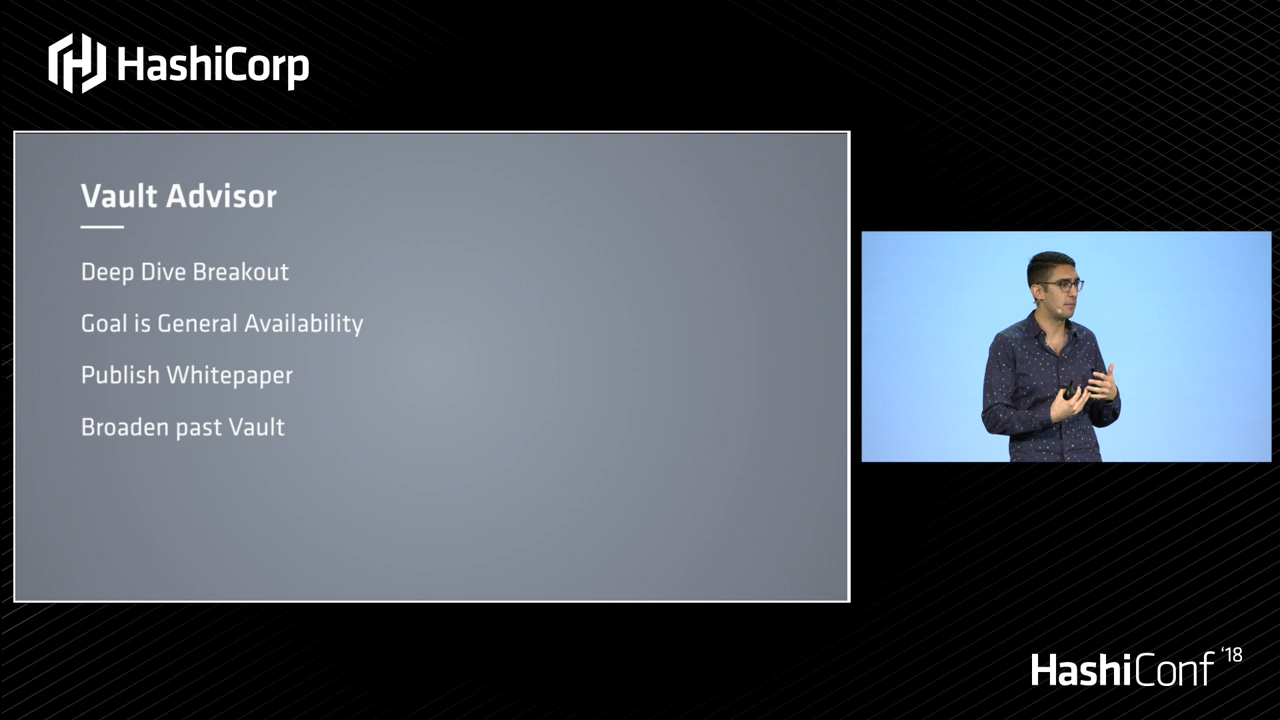 HashiCorp
Vault Advisor
Deep Dive Breakout
Goal is General Availability
Publish Whitepaper
Broaden past Vault
HashiConf '18